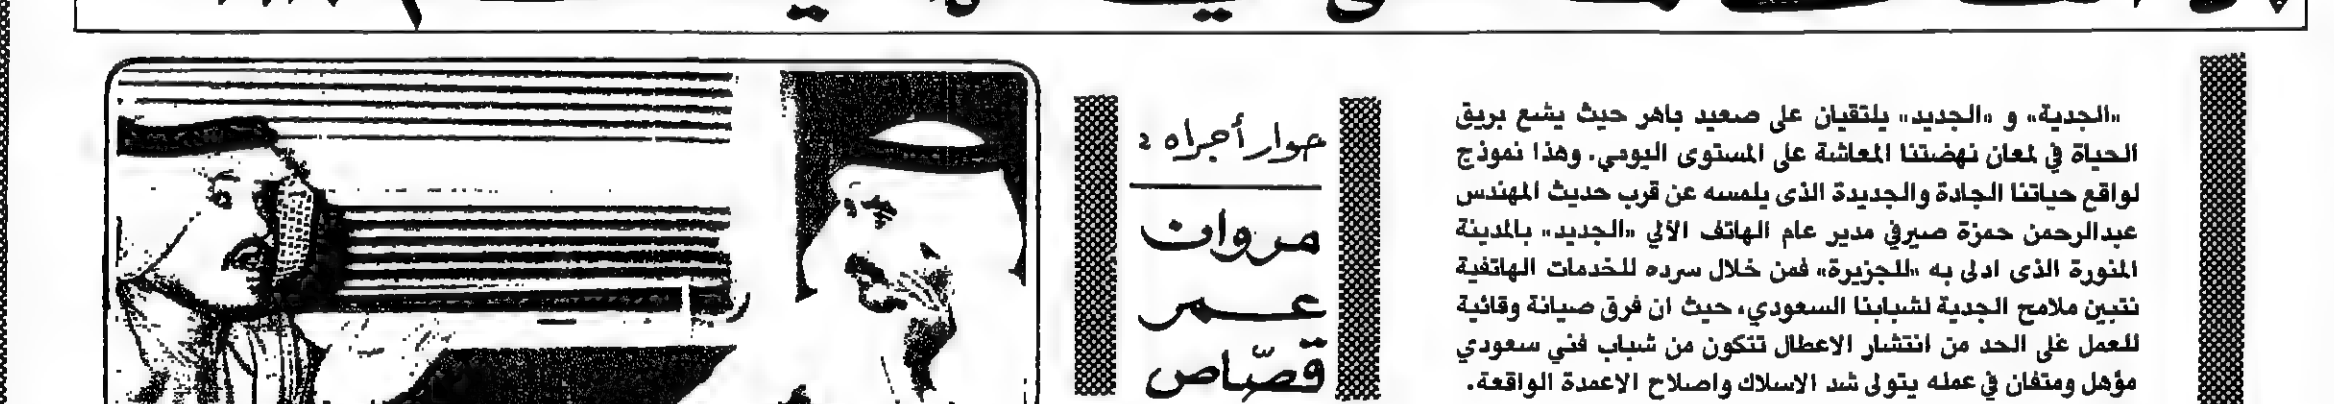 «الجدية» و «الجديد» يلتقيان على صعيد باهر حيث يشع بريق
الحياة في لمعان نهضتنا المعاشة على المستوى اليومي. وهذا نموذج
لواقع حياتنا الجادة والجديدة الذى يلمسه عن قرب حديث المهندس
عبدالرحمن حمزة صيرفي مدير عام الهاتف الآلي «الجديد» بالمدينة
المنورة الذى ادلى به «للجزيرة» فمن خلال سرده للخدمات الهاتفية
نتبين ملامح الجدية لشبابنا السعودي، حيث ان فرق صيانة وقائية
للعمل على الحد من انتشار الاعطال تتكون من شباب فني سعودي
مؤهل ومتفان في عمله يتولى شد الاسلاك واصلاح الاعمدة الواقعة.
حوار أجراه :
مروان
عمر
قصّاص